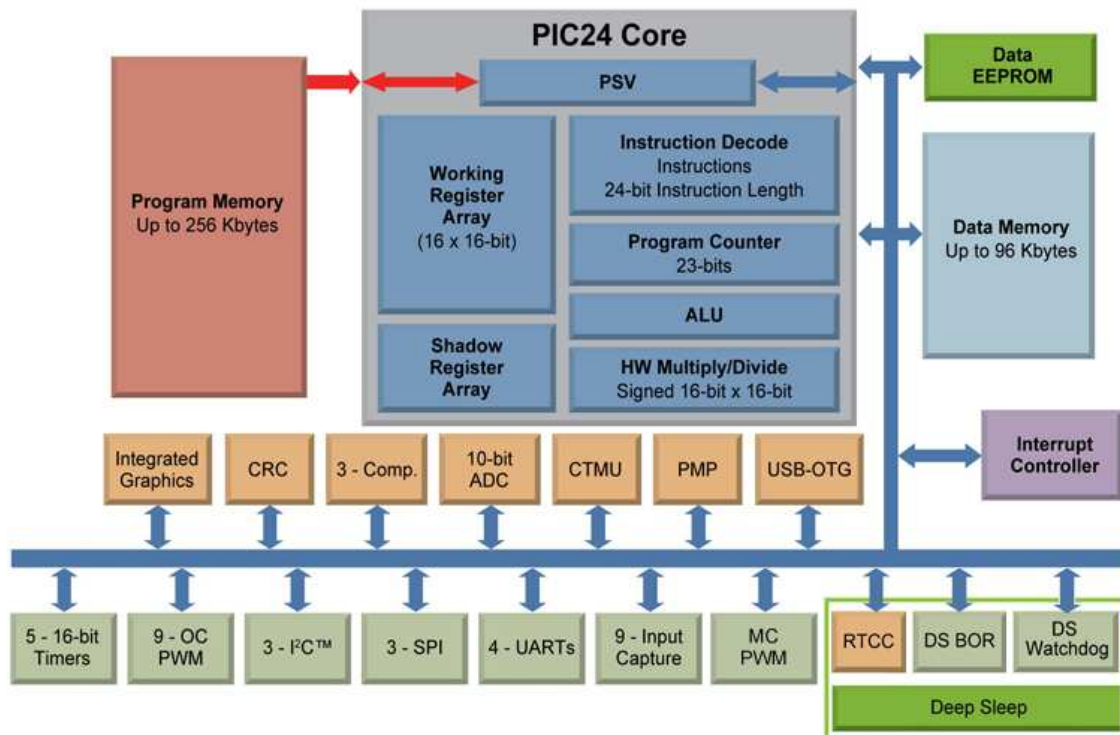 PIC24 Core
PSV
Data
EEPROM
Program Memory
Up to 256 Kbytes
Working
Register
Array
(16 x 16-bit)
Instruction Decode
Instructions
24-bit Instruction Length
Program Counter
23-bits
ALU
Shadow
Register
Array
HW Multiply/Divide
Signed 16-bit x 16-bit
Data Memory
Up to 96 Kbytes
Interrupt
Controller
Integrated
Graphics
CRC
3 - Comp.
10-bit
ADC
CTMU
PMP
USB-OTG
5 - 16-bit
Timers
9 - OC
PWM
3 - I²C™
3 - SPI
4 - UARTs
9 - Input
Capture
MC
PWM
RTCC
DS BOR
DS
Watchdog
Deep Sleep